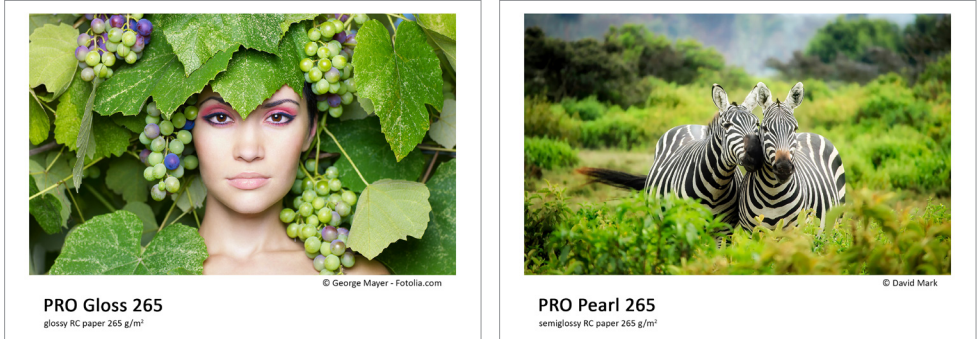 © George Mayer - Fotolia.com
PRO Gloss 265
glossy RC paper 265 g/m²
© David Mark
PRO Pearl 265
semiglossy RC paper 265 g/m²